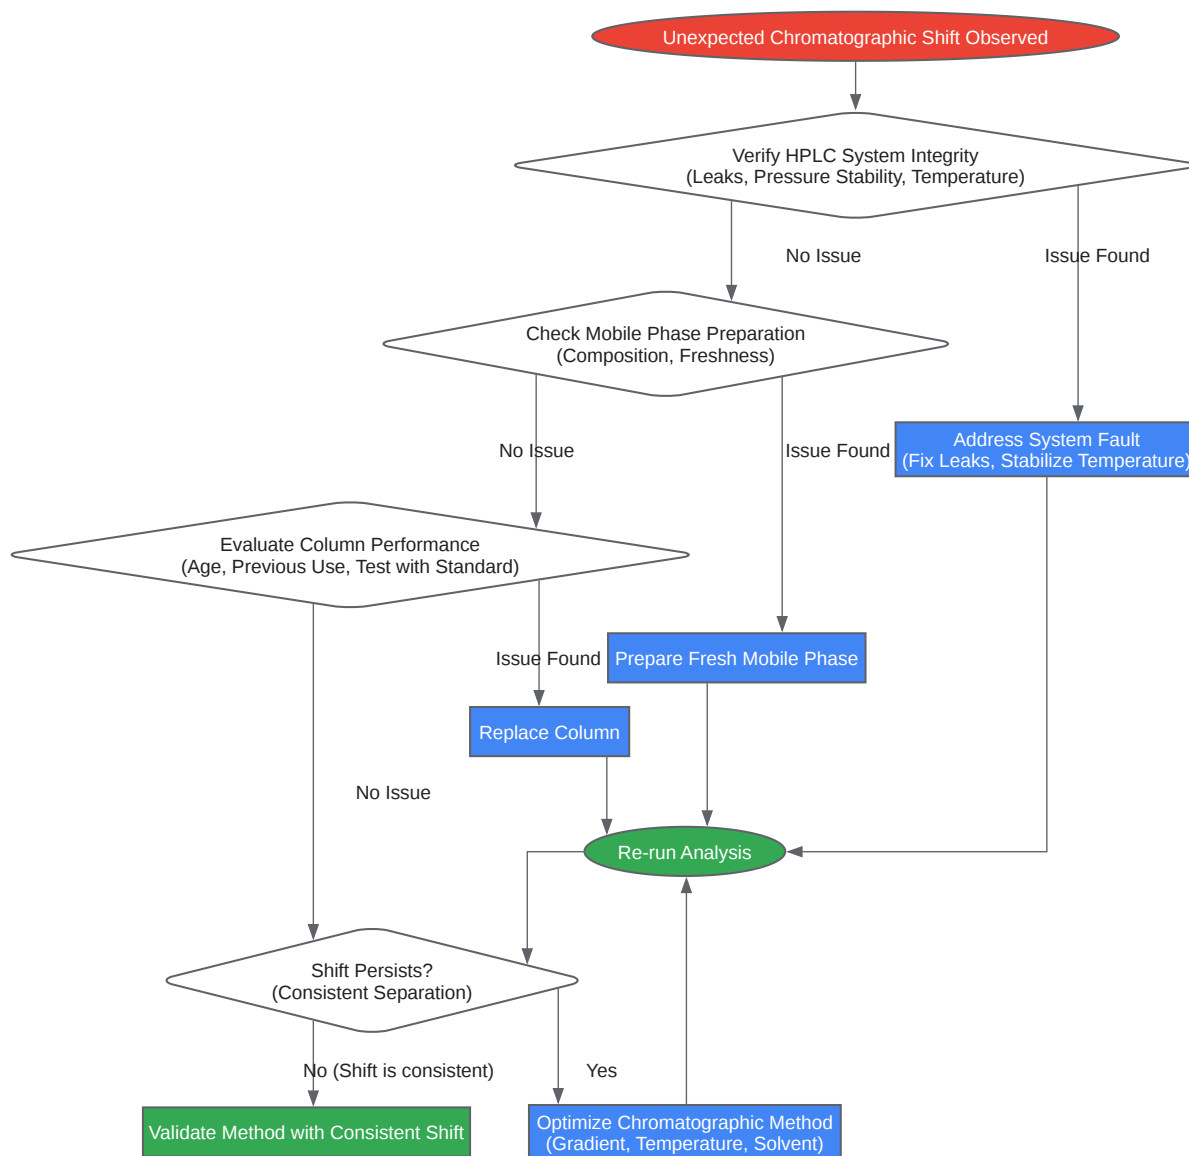 Unexpected Chromatographic Shift Observed
Verify HPLC System Integrity
(Leaks, Pressure Stability, Temperature)
No Issue
Issue Found
Check Mobile Phase Preparation
(Composition, Freshness)
No Issue
Issue Found
Address System Fault
(Fix Leaks, Stabilize Temperature)
Evaluate Column Performance
(Age, Previous Use, Test with Standard)
Issue Found
Prepare Fresh Mobile Phase
Replace Column
No Issue
Re-run Analysis
Shift Persists?
(Consistent Separation)
No (Shift is consistent)
Yes
Validate Method with Consistent Shift
Optimize Chromatographic Method
(Gradient, Temperature, Solvent)